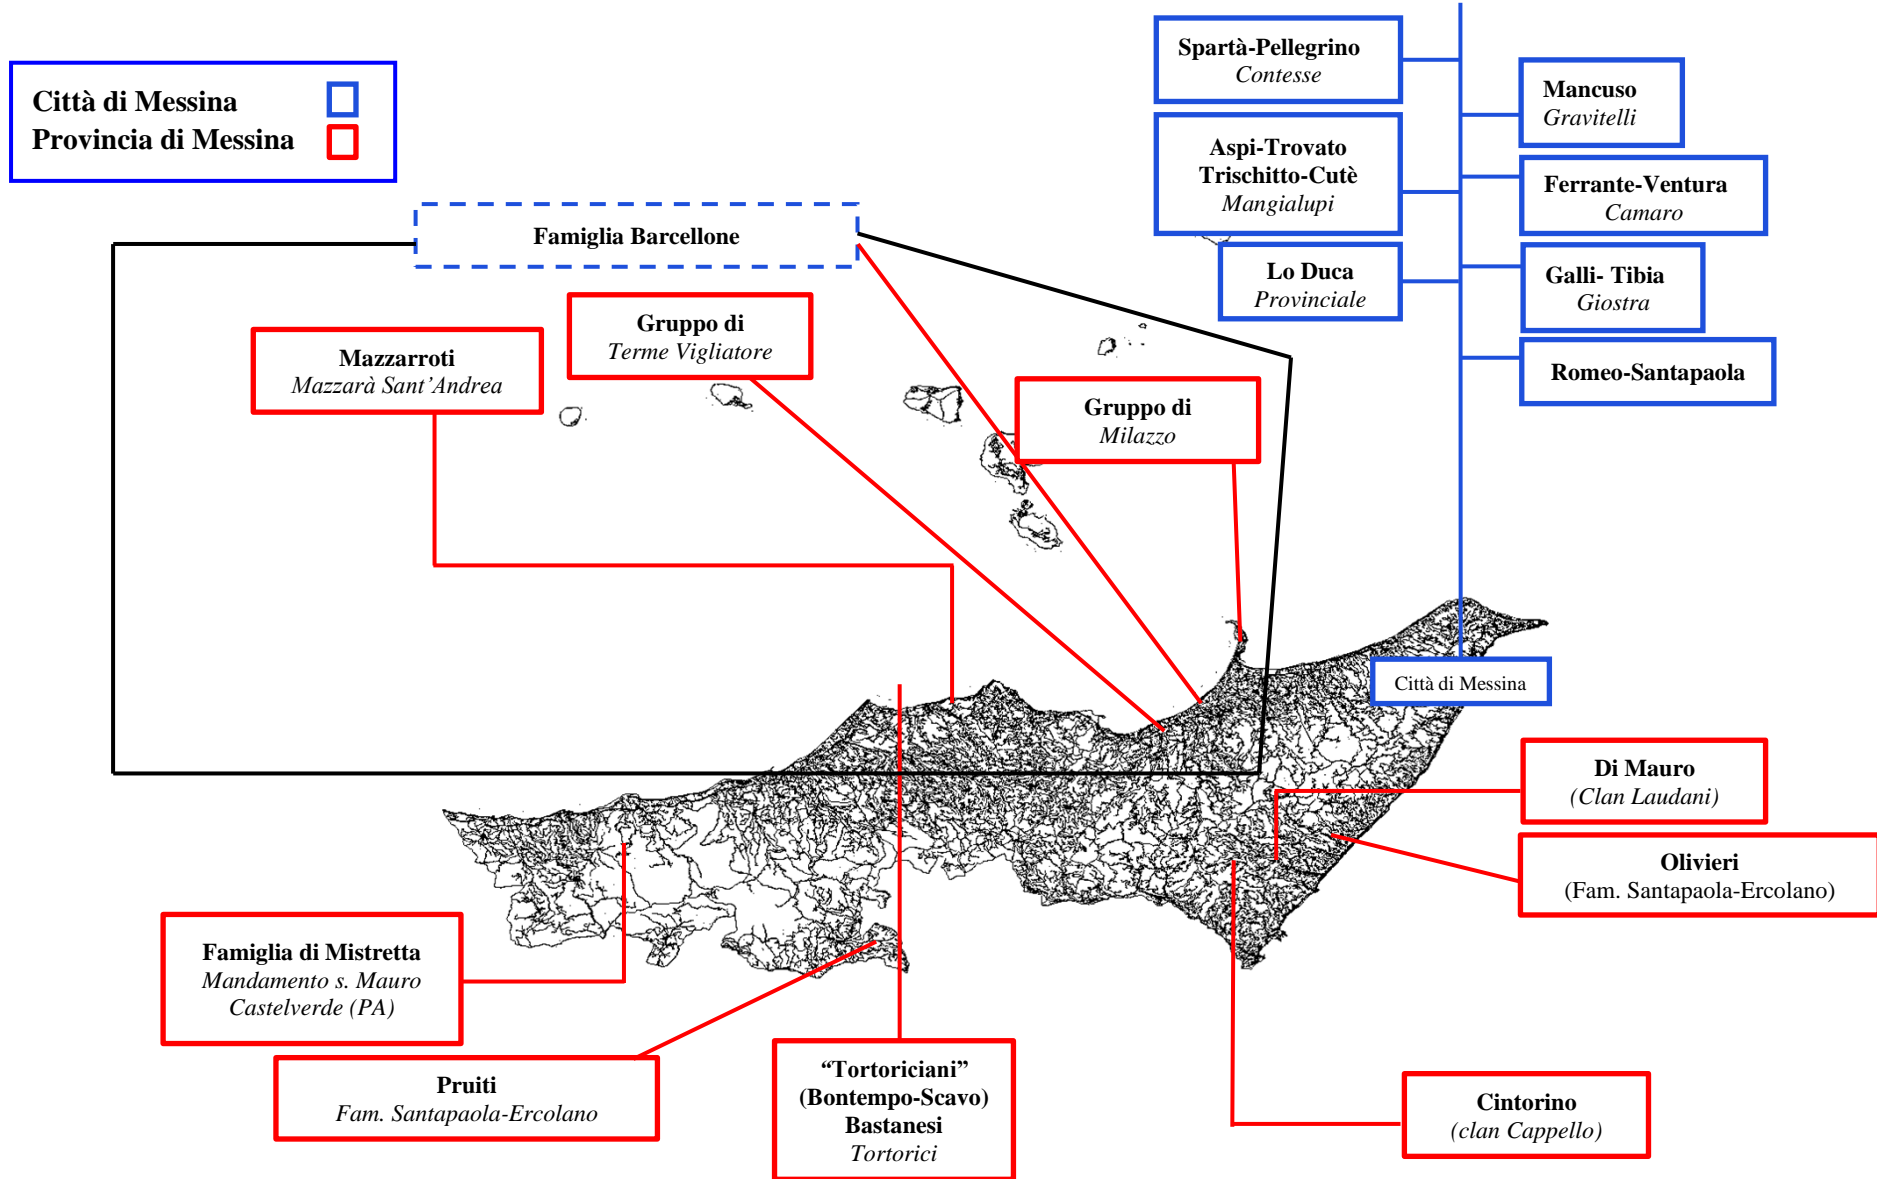 Città di Messina
Provincia di Messina
Spartà-Pellegrino
Contesse
Mancuso
Gravitelli
Aspi-Trovato
Trischitto-Cutè
Mangialupi
Ferrante-Ventura
Camaro
Lo Duca
Provinciale
Galli- Tibia
Giostra
Romeo-Santapaola
Famiglia Barcellone
Mazzarroti
Mazzarà Sant’Andrea
Gruppo di
Terme Vigliatore
Gruppo di
Milazzo
Città di Messina
Di Mauro
(Clan Laudani)
Olivieri
(Fam. Santapaola-Ercolano)
Famiglia di Mistretta
Mandamento s. Mauro
Castelverde (PA)
Pruiti
Fam. Santapaola-Ercolano
“Tortoriciani”
(Bontempo-Scavo)
Bastanesi
Tortorici
Cintorino
(clan Cappello)